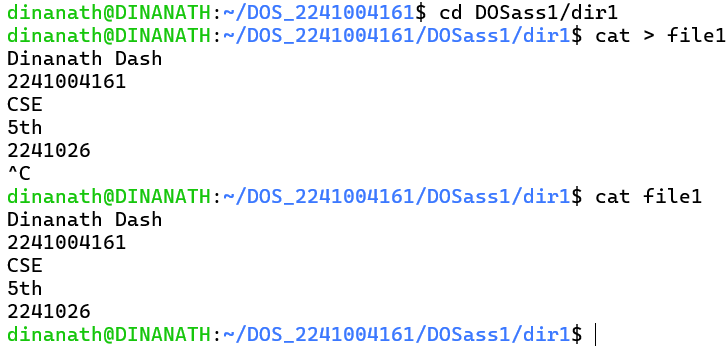 dinanath@DINANATH:~/DOS_2241004161$ cd DOSass1/dir1
dinanath@DINANATH:~/DOS_2241004161/DOSass1/dir1$ cat > file1
Dinanath Dash
2241004161
CSE
5th
2241026
^C
dinanath@DINANATH:~/DOS_2241004161/DOSass1/dir1$ cat file1
Dinanath Dash
2241004161
CSE
5th
2241026
dinanath@DINANATH:~/DOS_2241004161/DOSass1/dir1$